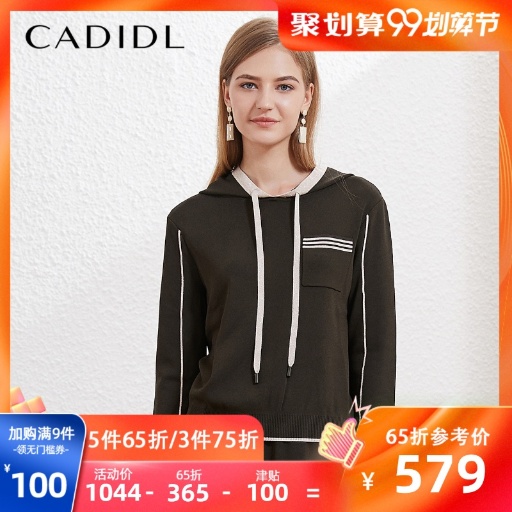 CADIDL
聚划算99划算节
加购满9件
-领无门槛券-
¥100
5件65折/3件75折
活动价 65折 津贴
1044 - 365 - 100 =
65折参考价
¥ 579